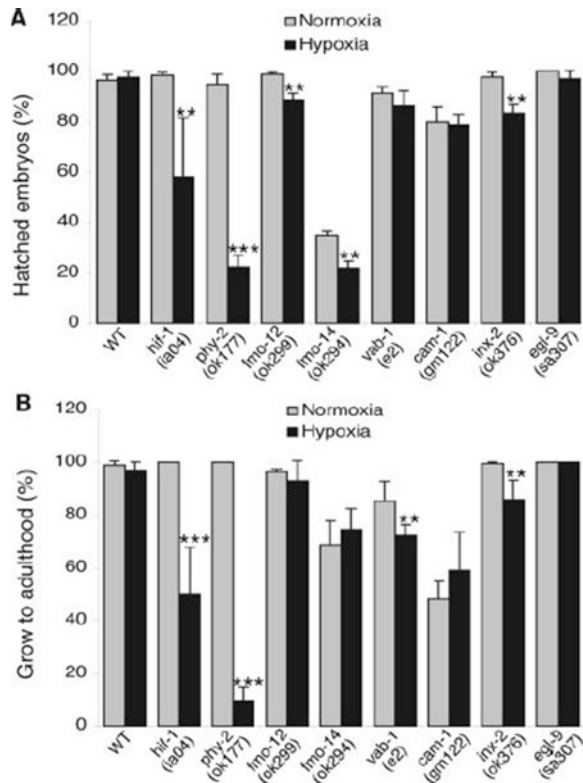 A
Normoxia
Hypoxia
Hatched embryos (%)
120
100
80
60
40
20
0
**
***
**
**
**
WT
hif-1 (ia04)
phy-2 (ok177)
fmo-12 (ok299)
fmo-14 (ok294)
vab-1 (e2)
cam-1 (gm122)
inx-2 (ok376)
egl-9 (sa307)
B
Normoxia
Hypoxia
Grow to adulthood (%)
120
100
80
60
40
20
0
***
***
**
**
WT
hif-1 (ia04)
phy-2 (ok177)
fmo-12 (ok299)
fmo-14 (ok294)
vab-1 (e2)
cam-1 (gm122)
inx-2 (ok376)
egl-9 (sa307)